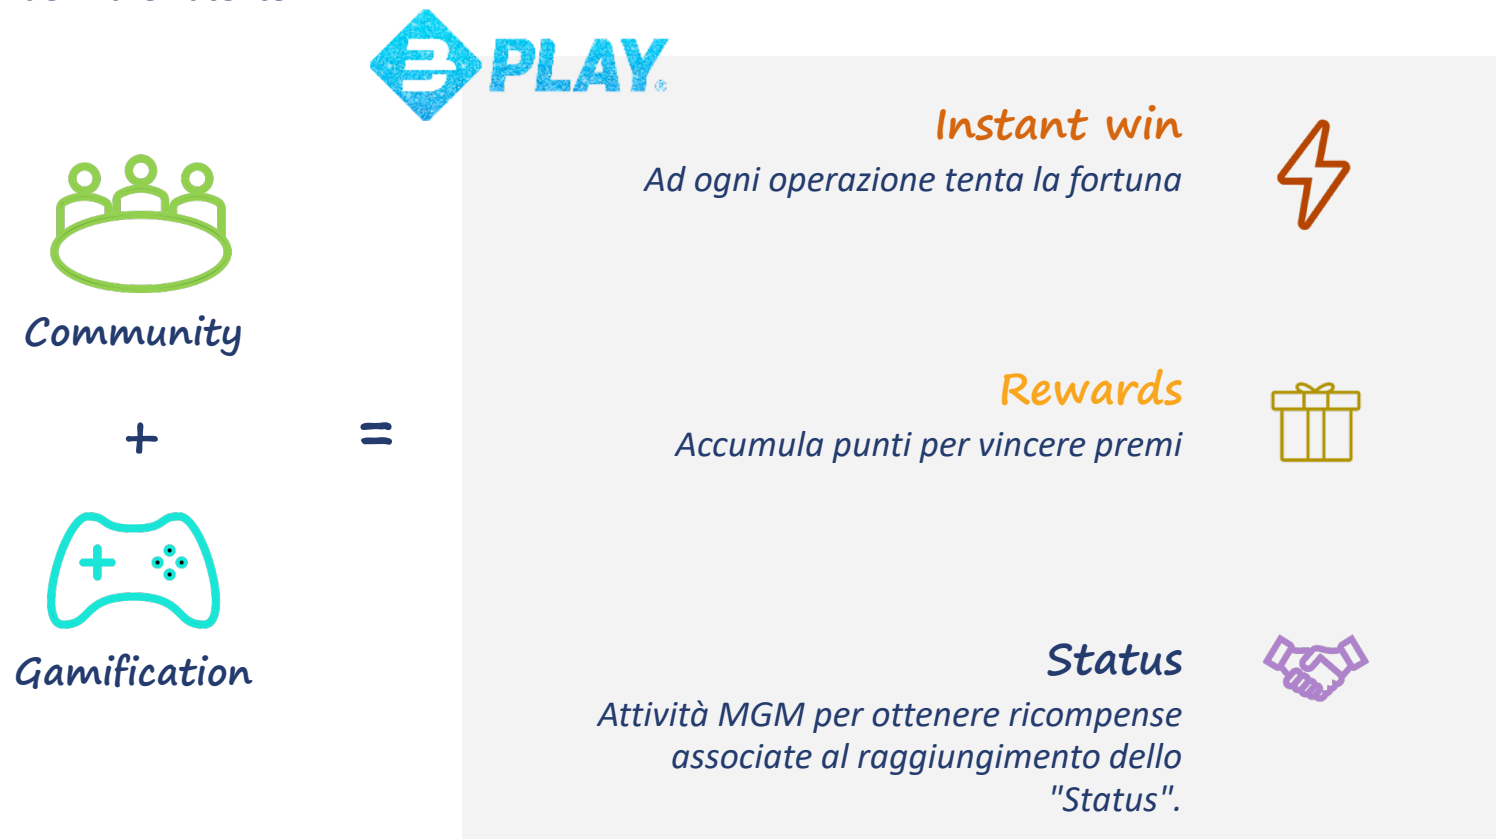 PLAY®
Instant win
Ad ogni operazione tenta la fortuna
Community
Rewards
+
=
Accumula punti per vincere premi
Gamification
Status
Attività MGM per ottenere ricompense
associate al raggiungimento dello
"Status".